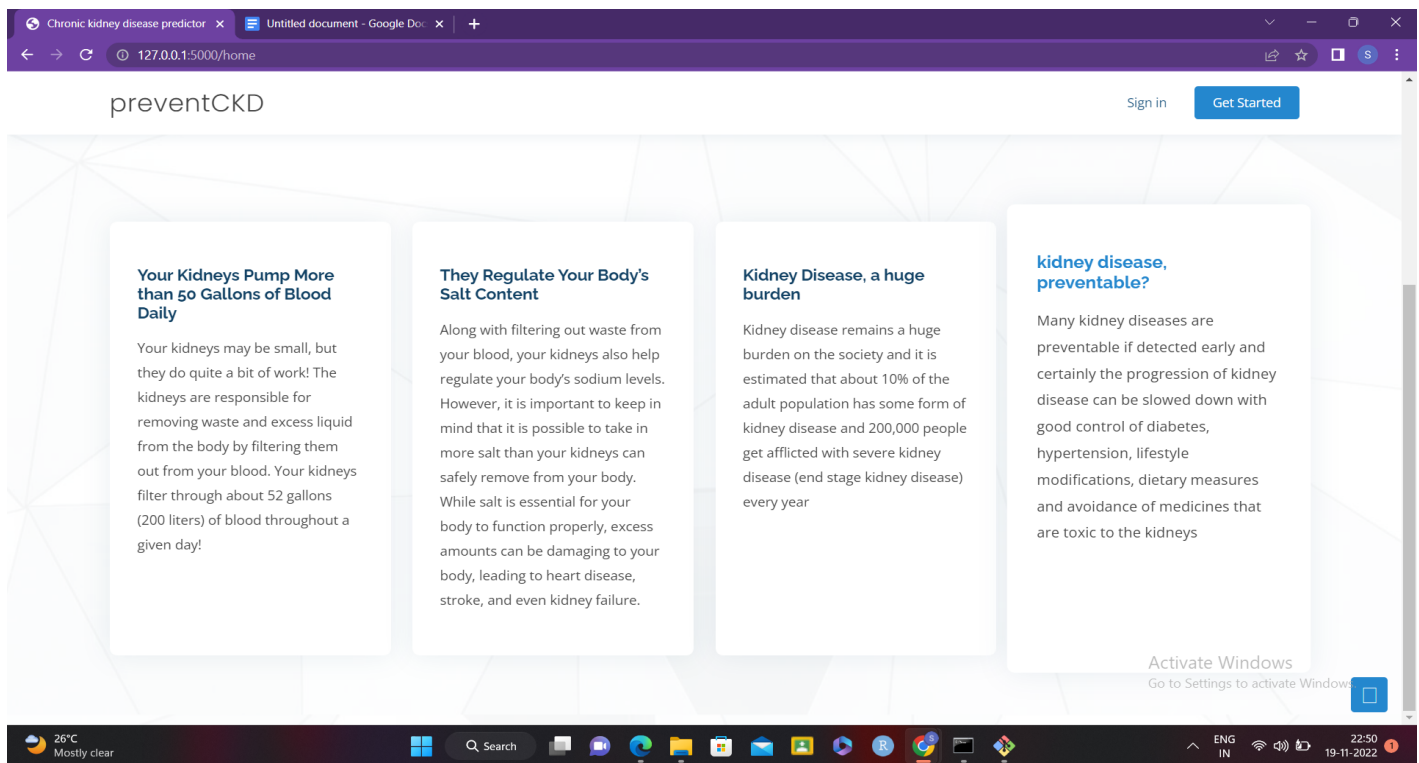 Chronic kidney disease predictor
Untitled document - Google Doc
127.0.0.1:5000/home
S
preventCKD
Sign in
Get Started
Your Kidneys Pump More
than 50 Gallons of Blood
Daily
Your kidneys may be small, but
they do quite a bit of work! The
kidneys are responsible for
removing waste and excess liquid
from the body by filtering them
out from your blood. Your kidneys
filter through about 52 gallons
(200 liters) of blood throughout a
given day!
They Regulate Your Body's
Salt Content
Along with filtering out waste from
your blood, your kidneys also help
regulate your body's sodium levels.
However, it is important to keep in
mind that it is possible to take in
more salt than your kidneys can
safely remove from your body.
While salt is essential for your
body to function properly, excess
amounts can be damaging to your
body, leading to heart disease,
stroke, and even kidney failure.
Kidney Disease, a huge
burden
Kidney disease remains a huge
burden on the society and it is
estimated that about 10% of the
adult population has some form of
kidney disease and 200,000 people
get afflicted with severe kidney
disease (end stage kidney disease)
every year
kidney disease,
preventable?
Many kidney diseases are
preventable if detected early and
certainly the progression of kidney
disease can be slowed down with
good control of diabetes,
hypertension, lifestyle
modifications, dietary measures
and avoidance of medicines that
are toxic to the kidneys
Activate Windows
Go to Settings to activate Windows.
26°C
Mostly clear
Search
R
S
ENG
IN
22:50
19-11-2022
1